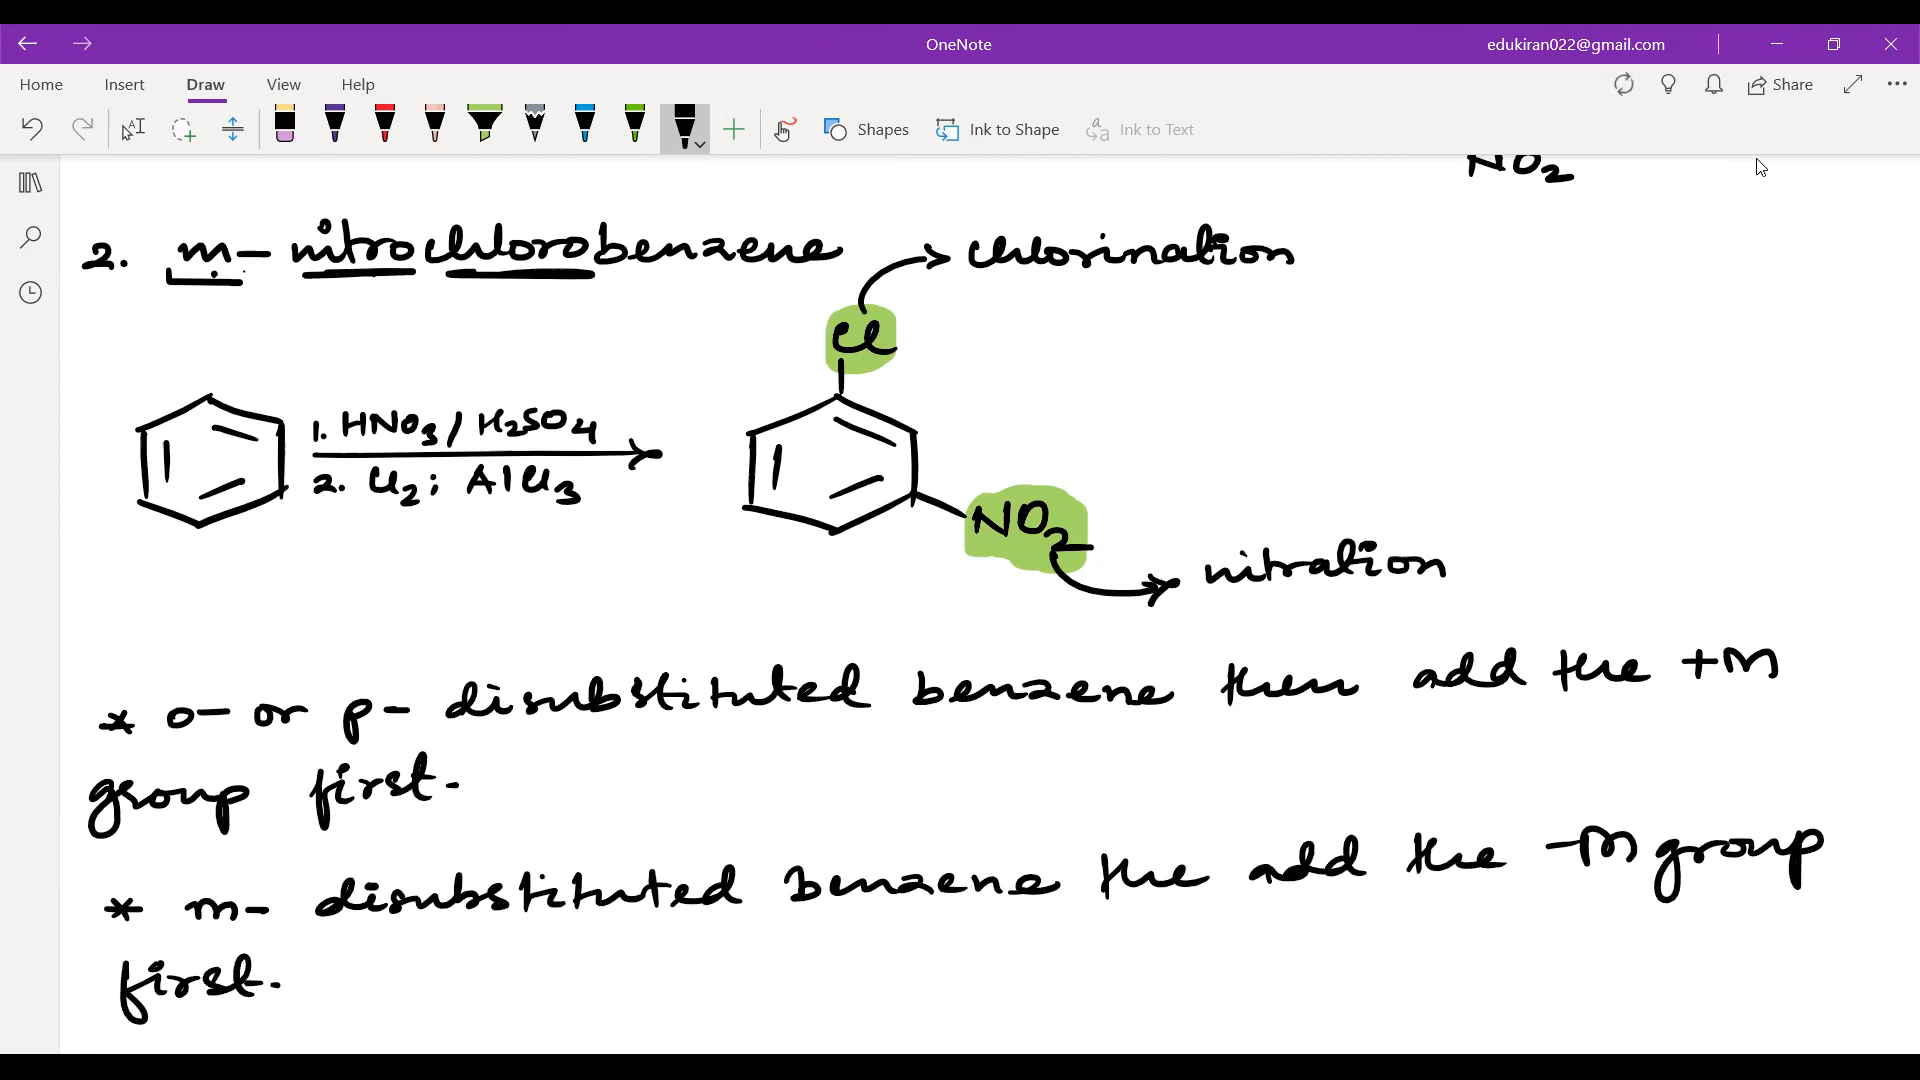 OneNote
edukiran022@gmail.com
Home Insert Draw View Help
Share
Shapes Ink to Shape Ink to Text
NO2
2. m- nitrochlorobenzene → chlorination
Cl
1. HNO3 / H2SO4
2. Cl2; AlCl3
NO2
nitration
* o- or p- disubstituted benzene then add the +M
group first.
* m- disubstituted benzene the add the -M group
first.